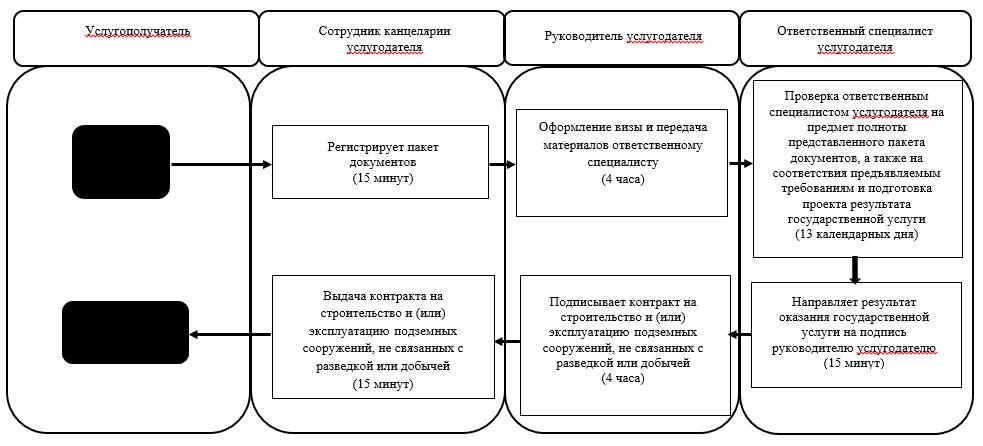 Услугополучатель
Сотрудник канцелярии
услугодателя
Руководитель услугодателя
Ответственный специалист
услугодателя
Регистрирует пакет
документов
(15 минут)
Оформление визы и передача
материалов ответственному
специалисту
(4 часа)
Проверка ответственным
специалистом услугодателя на
предмет полноты
представленного пакета
документов, а также на
соответствия предъявляемым
требованиям и подготовка
проекта результата
государственной услуги
(13 календарных дня)
Выдача контракта на
строительство и (или)
эксплуатацию подземных
сооружений, не связанных с
разведкой или добычей
(15 минут)
Подписывает контракт на
строительство и (или)
эксплуатацию подземных
сооружений, не связанных с
разведкой или добычей
(4 часа)
Направляет результат
оказания государственной
услуги на подпись
руководителю услугодателю
(15 минут)